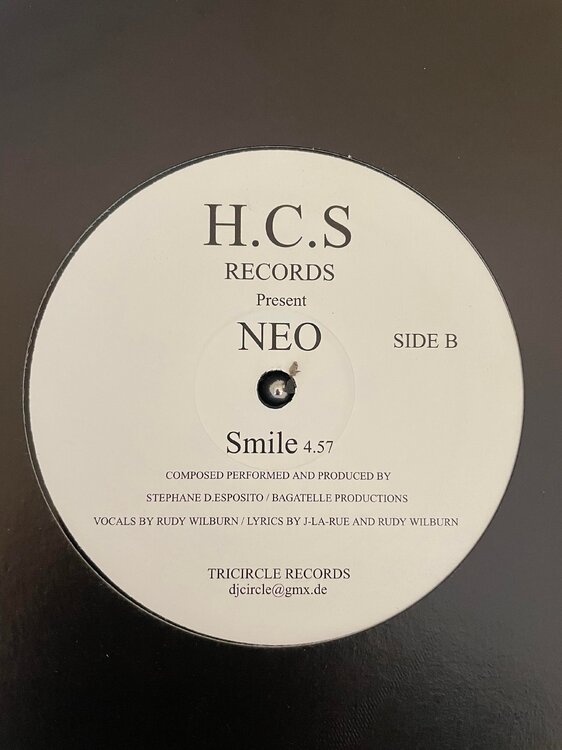 H.C.S
RECORDS
Present
NEO
SIDE B
Smile 4.57
COMPOSED PERFORMED AND PRODUCED BY
STEPHANE D.ESPOSITO / BAGATELLE PRODUCTIONS
VOCALS BY RUDY WILBURN / LYRICS BY J-LA-RUE AND RUDY WILBURN
TRICIRCLE RECORDS
djcircle@gmx.de